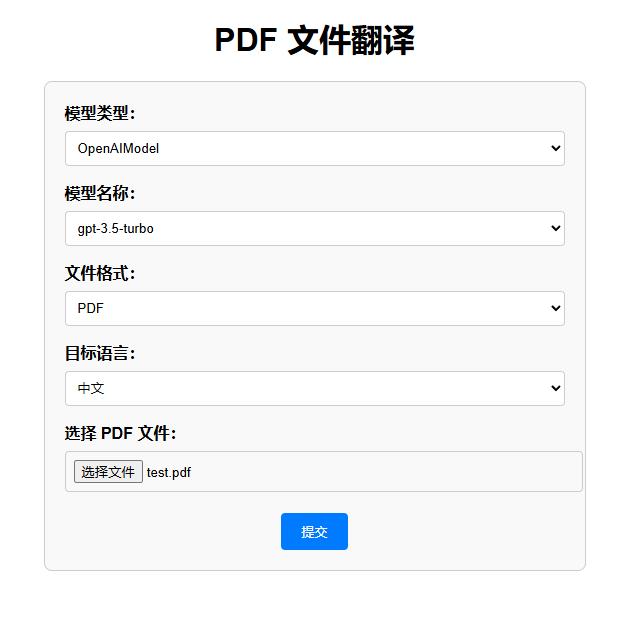 PDF 文件翻译
模型类型：
OpenAIModel
模型名称：
gpt-3.5-turbo
文件格式：
PDF
目标语言：
中文
选择 PDF 文件：
选择文件 test.pdf
提交